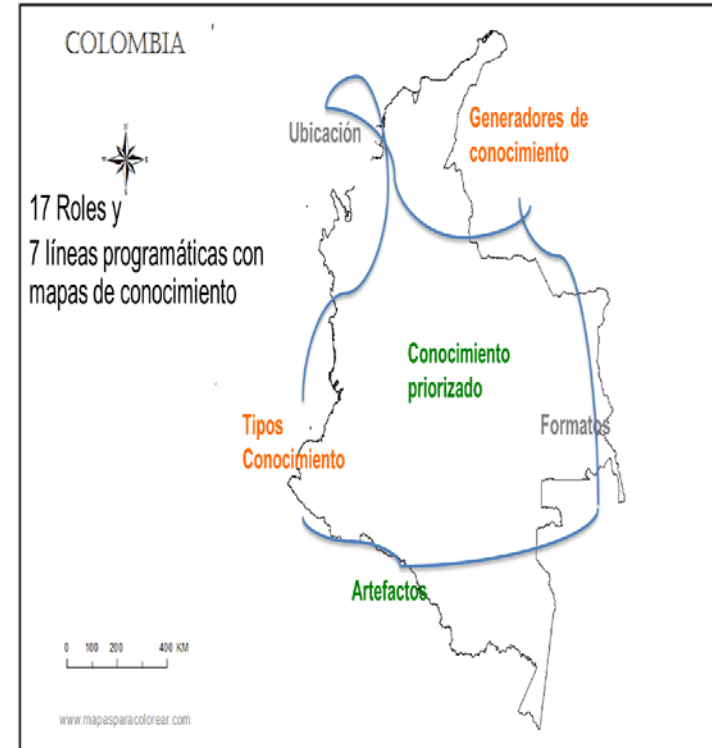 COLOMBIA
Ubicación
Generadores de
conocimiento
N
W
E
S
17 Roles y
7 líneas programáticas con
mapas de conocimiento
Conocimiento
priorizado
Tipos
Conocimiento
Formatos
Artefactos
0 100 200 400 KM
www.mapasparacolorear.com